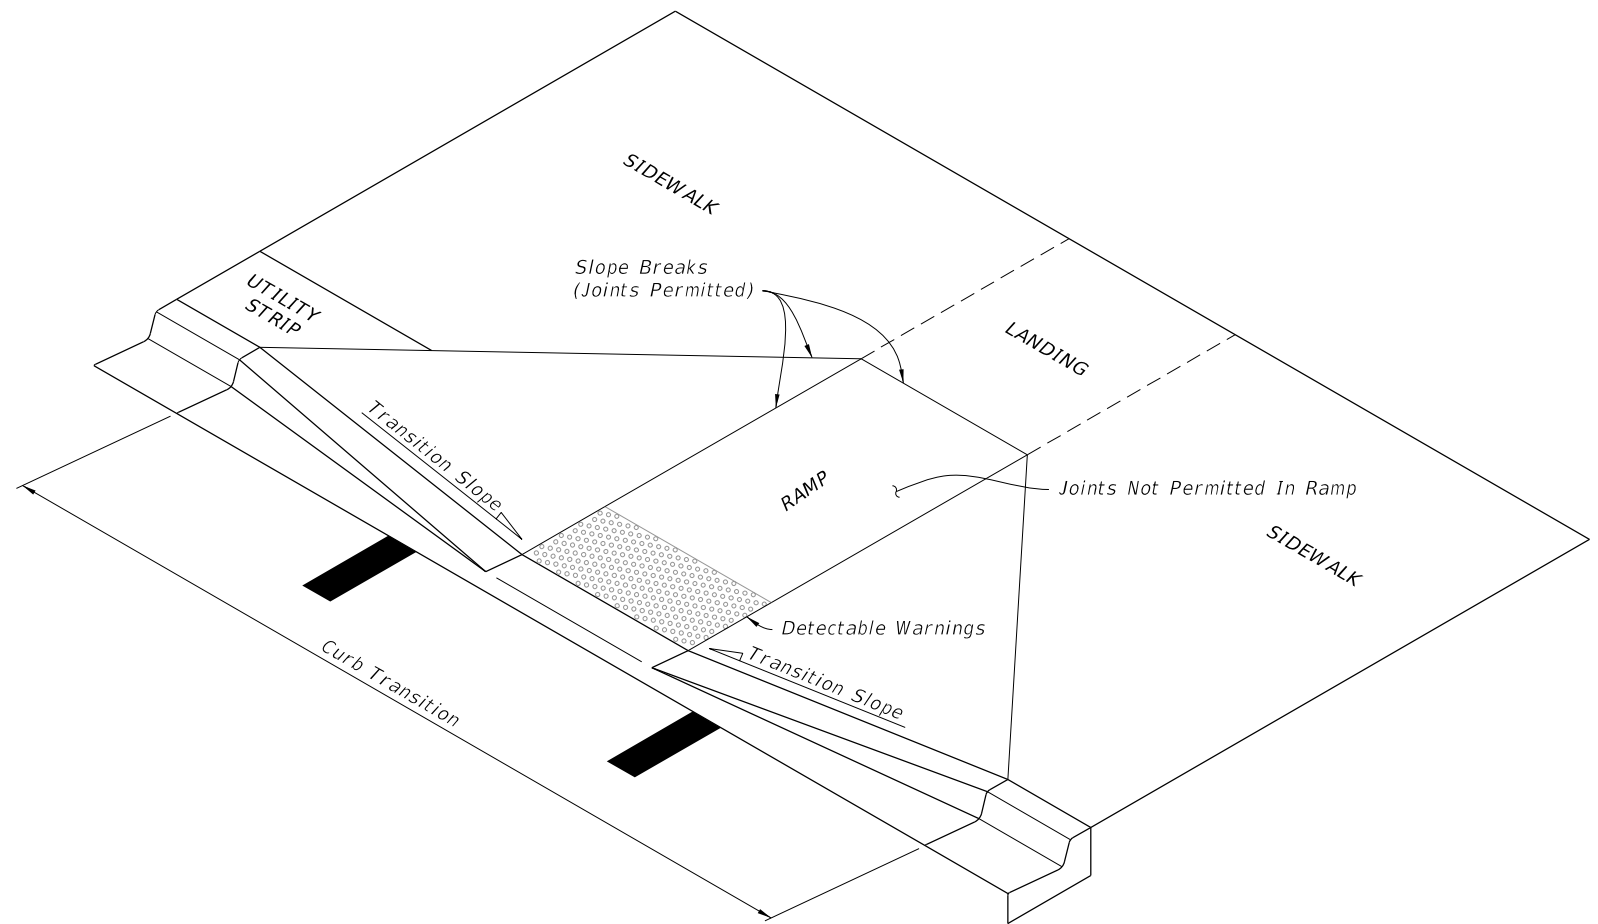 SIDEWALK
Slope Breaks
(Joints Permitted)
UTILITY
STRIP
LANDING
Transition Slope
RAMP
Joints Not Permitted In Ramp
SIDEWALK
Detectable Warnings
Transition Slope
Curb Transition